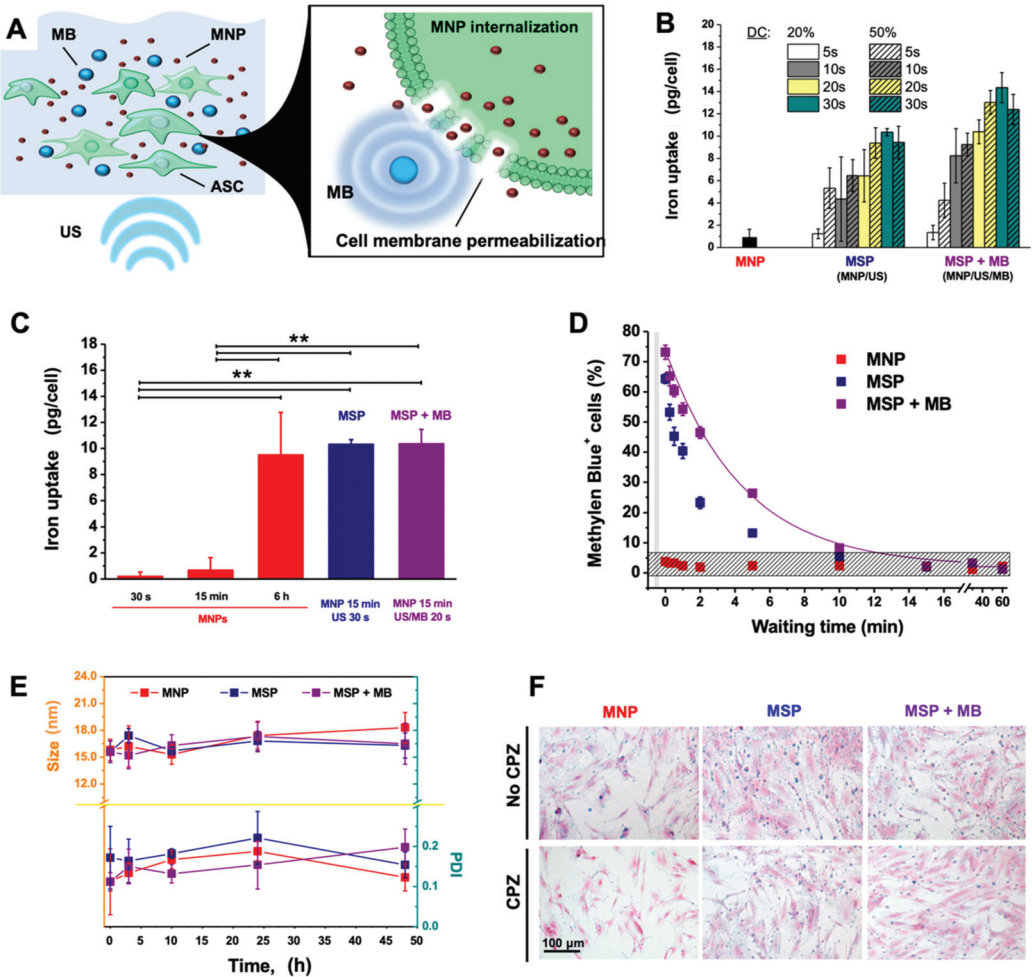 A
MB
MNP
ASC
US
MNP internalization
MB
Cell membrane permeabilization
B
Iron uptake (pg/cell)
20
18
16
14
12
10
8
6
4
2
0
DC: 20% 50%
5s 5s
10s 10s
20s 20s
30s 30s
MNP MSP MSP + MB
(MNP/US) (MNP/US/MB)
C
Iron uptake (pg/cell)
18
16
14
12
10
8
6
4
2
0
**
**
MSP MSP + MB
30 s 15 min 6 h MNP 15 min MNP 15 min
MNPs US 30 s US/MB 20 s
D
Methylen Blue+ cells (%)
80
70
60
50
40
30
20
10
0
MNP
MSP
MSP + MB
0 2 4 6 8 10 12 14 16 40 60
Waiting time (min)
E
Size (nm)
24.0
21.0
18.0
15.0
12.0
MNP MSP MSP + MB
0.2
0.1
0.0
PDI
0 5 10 15 20 25 30 35 40 45 50
Time, (h)
F
MNP MSP MSP + MB
No CPZ
CPZ
100 µm